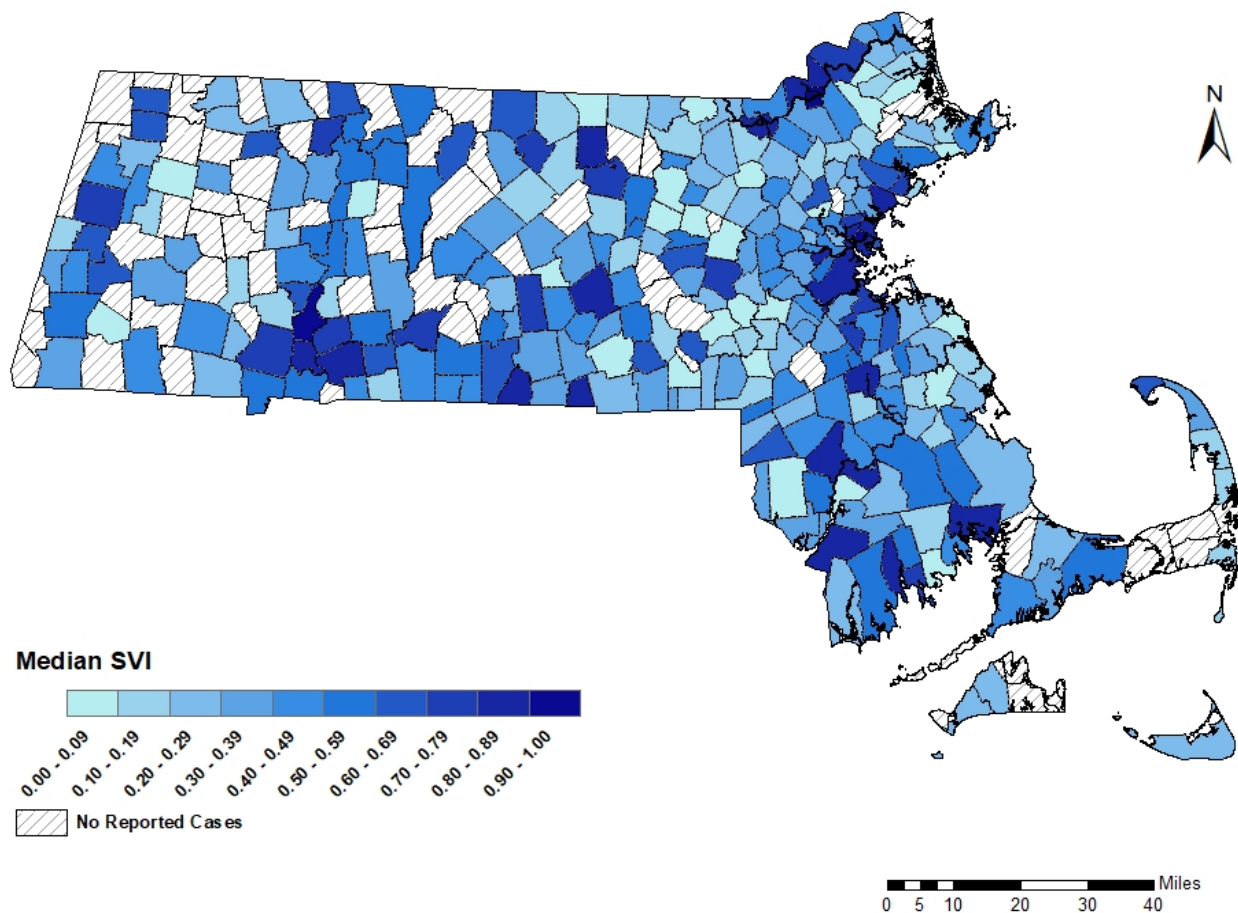 N
Median SVI
0.00 - 0.09
0.10 - 0.19
0.20 - 0.29
0.30 - 0.39
0.40 - 0.49
0.50 - 0.59
0.60 - 0.69
0.70 - 0.79
0.80 - 0.89
0.90 - 1.00
No Reported Cases
Miles
0 5 10 20 30 40